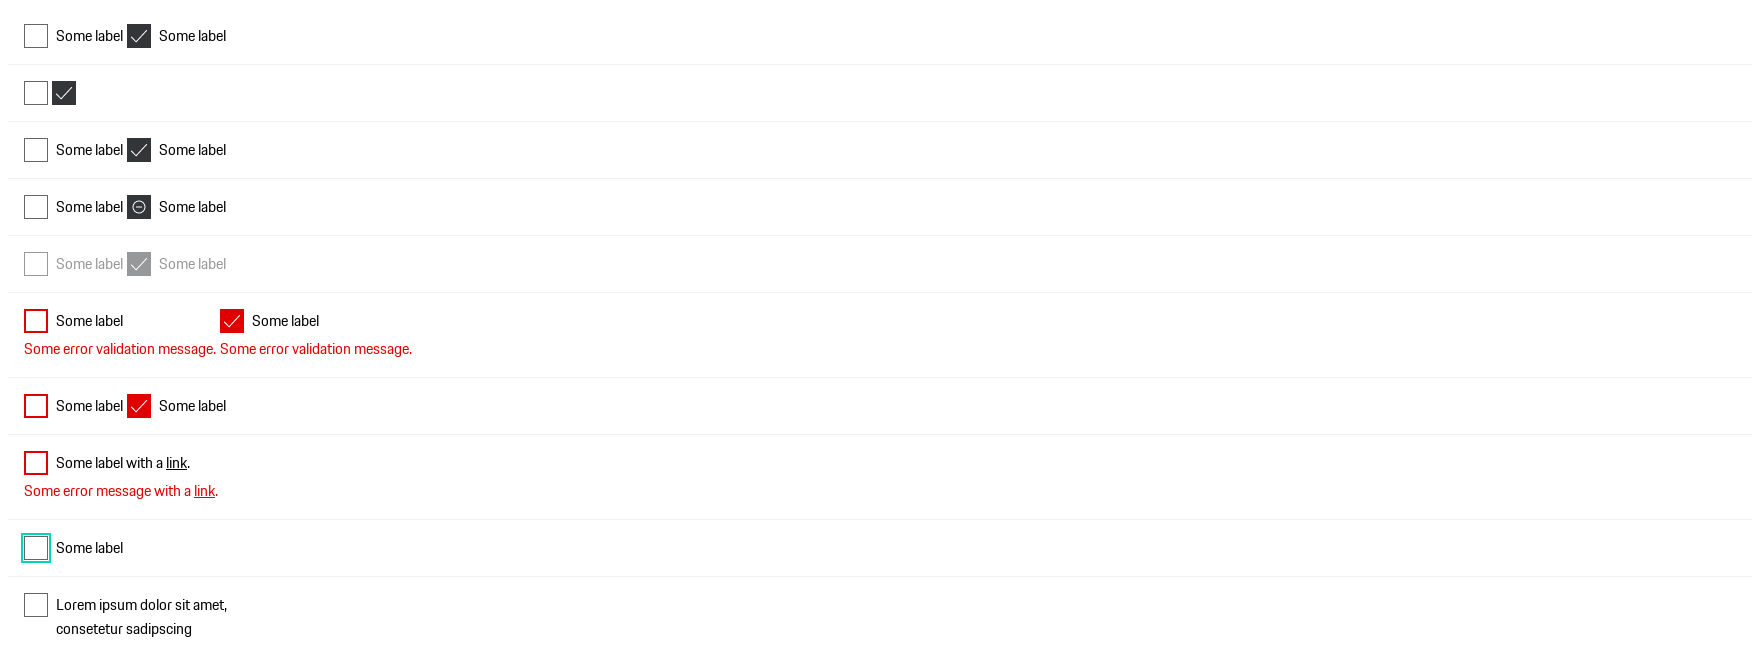 Some label Some label
Some label Some label
Some label Some label
Some label Some label
Some label Some label
Some error validation message. Some error validation message.
Some label Some label
Some label with a link.
Some error message with a link.
Some label
Lorem ipsum dolor sit amet,
consetetur sadipscing